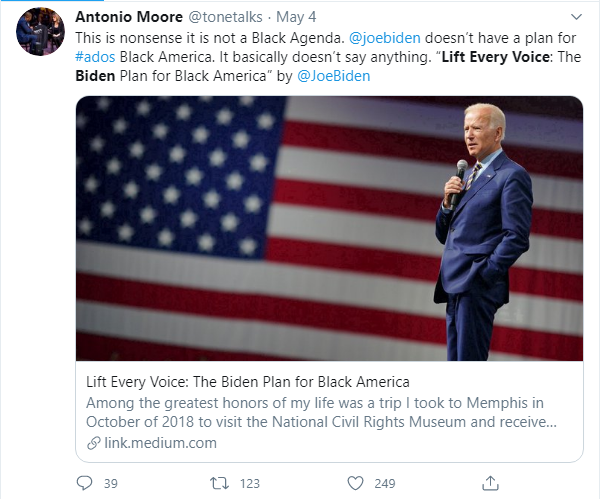 Antonio Moore @tonetalks · May 4
This is nonsense it is not a Black Agenda. @joebiden doesn't have a plan for
#ados Black America. It basically doesn't say anything. “Lift Every Voice: The
Biden Plan for Black America” by @JoeBiden
Lift Every Voice: The Biden Plan for Black America
Among the greatest honors of my life was a trip I took to Memphis in
October of 2018 to visit the National Civil Rights Museum and receive...
link.medium.com
39 123 249